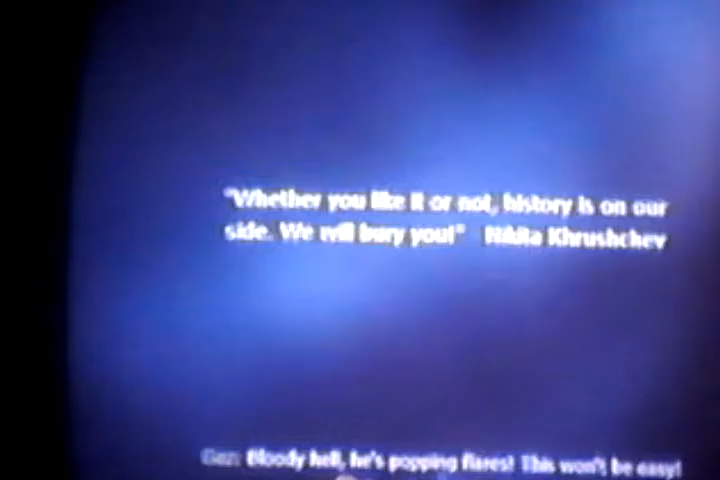 "Whether you like it or not, history is on our
side. We will bury you!" Nikita Khrushchev
Gaz: Bloody hell, he's popping flares! This won't be easy!